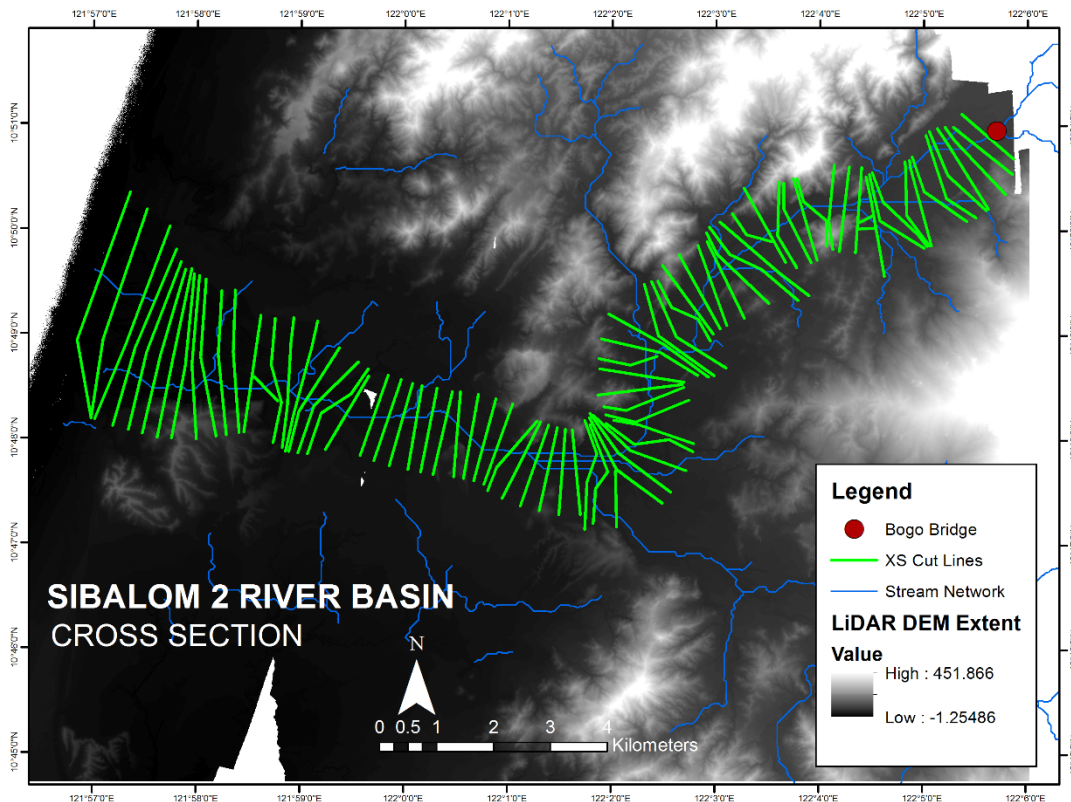 121°57'0"E 121°58'0"E 121°59'0"E 122°0'0"E 122°1'0"E 122°2'0"E 122°3'0"E 122°4'0"E 122°5'0"E 122°6'0"E
10°51'0"N
10°50'0"N
10°49'0"N
10°48'0"N
10°47'0"N
10°46'0"N
10°45'0"N
SIBALOM 2 RIVER BASIN
CROSS SECTION
N
0 0.5 1 2 3 4
Kilometers
Legend
Bogo Bridge
XS Cut Lines
Stream Network
LiDAR DEM Extent
Value
High : 451.866
Low : -1.25486
121°57'0"E 121°58'0"E 121°59'0"E 122°0'0"E 122°1'0"E 122°2'0"E 122°3'0"E 122°4'0"E 122°5'0"E 122°6'0"E